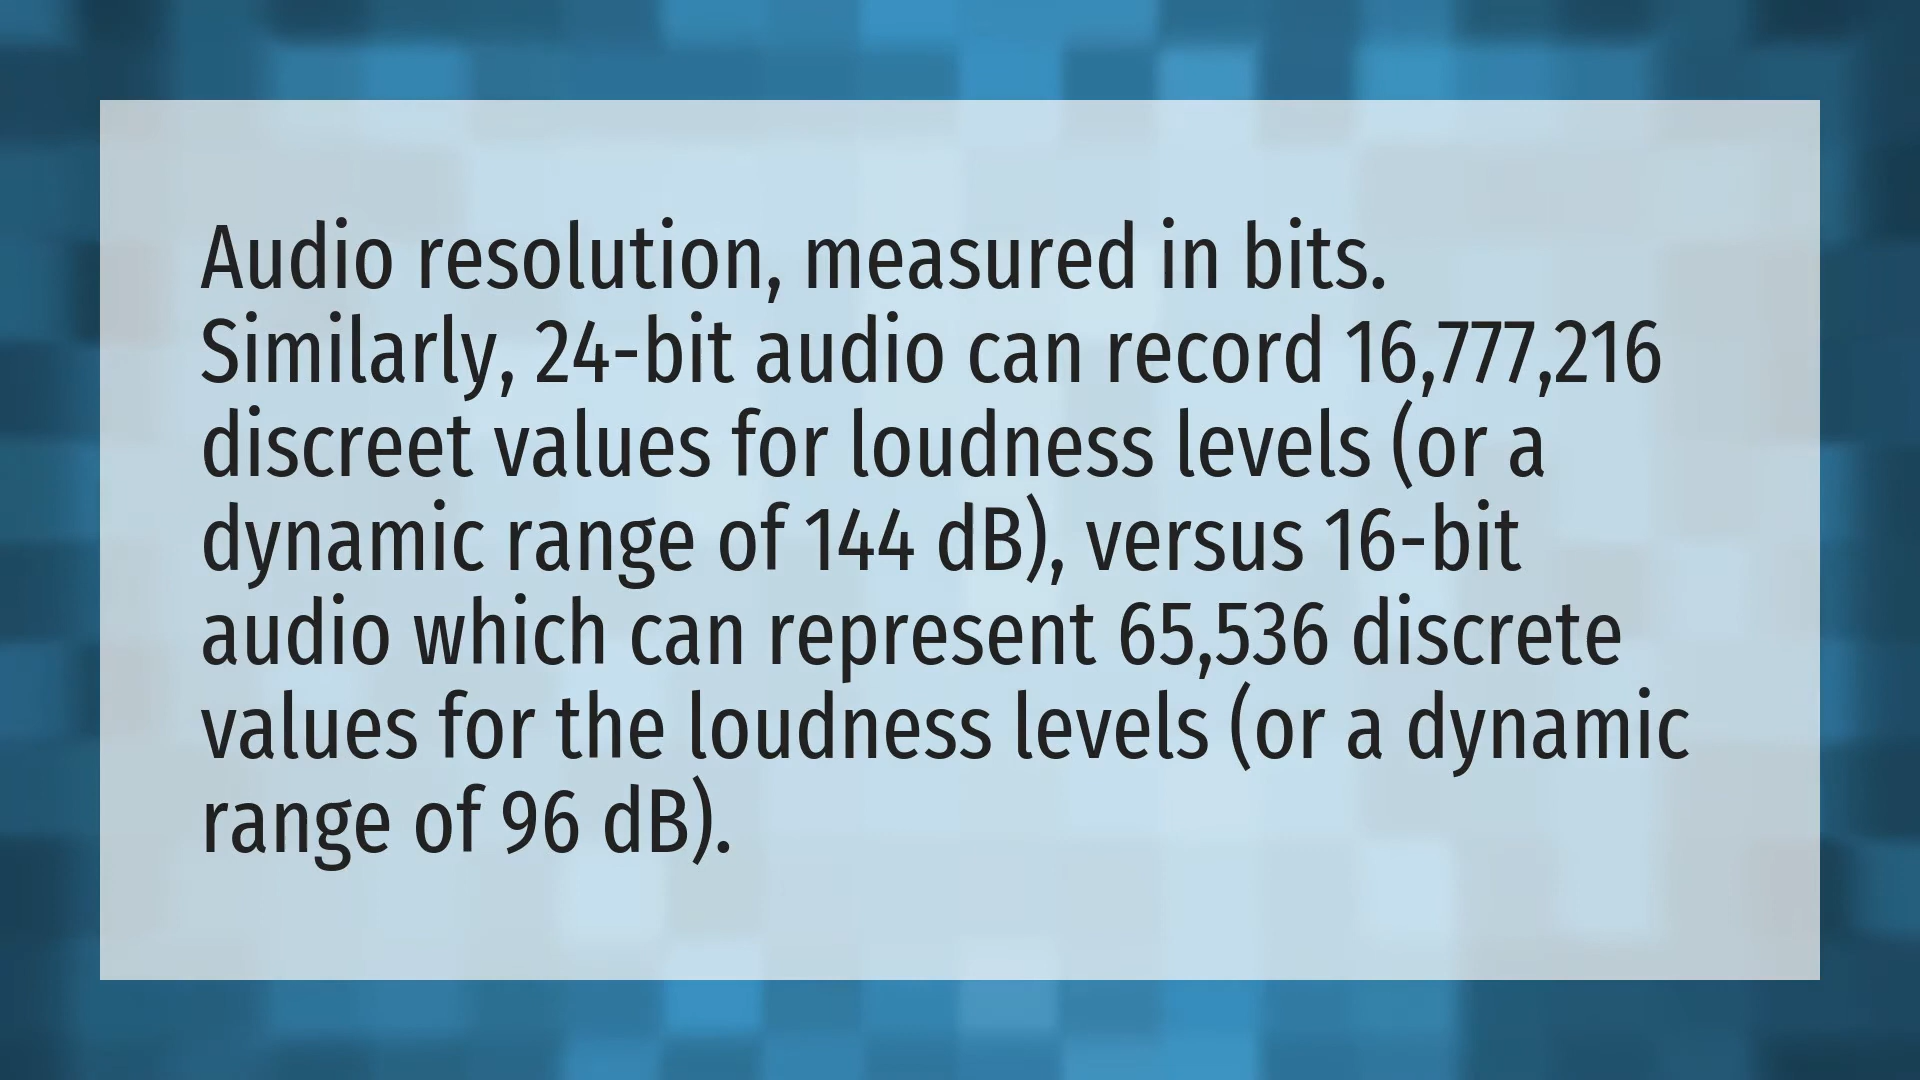 Audio resolution, measured in bits.
Similarly, 24-bit audio can record 16,777,216
discreet values for loudness levels (or a
dynamic range of 144 dB), versus 16-bit
audio which can represent 65,536 discrete
values for the loudness levels (or a dynamic
range of 96 dB).